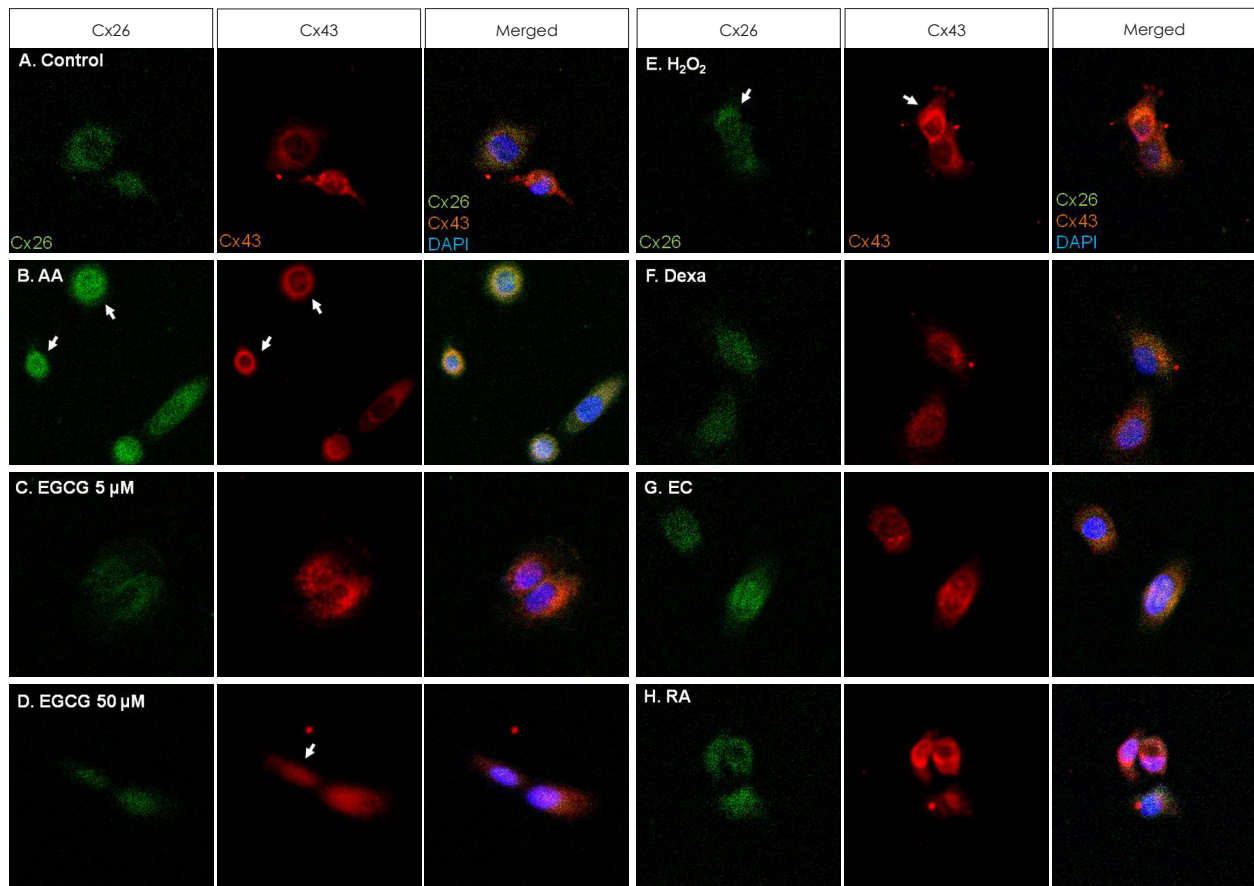 Cx26 Cx43 Merged Cx26 Cx43 Merged
A. Control
Cx26
Cx43
Cx26
Cx43
DAPI
E. H₂O₂
Cx26
Cx43
Cx26
Cx43
DAPI
B. AA
F. Dexa
C. EGCG 5 µM
G. EC
D. EGCG 50 µM
H. RA